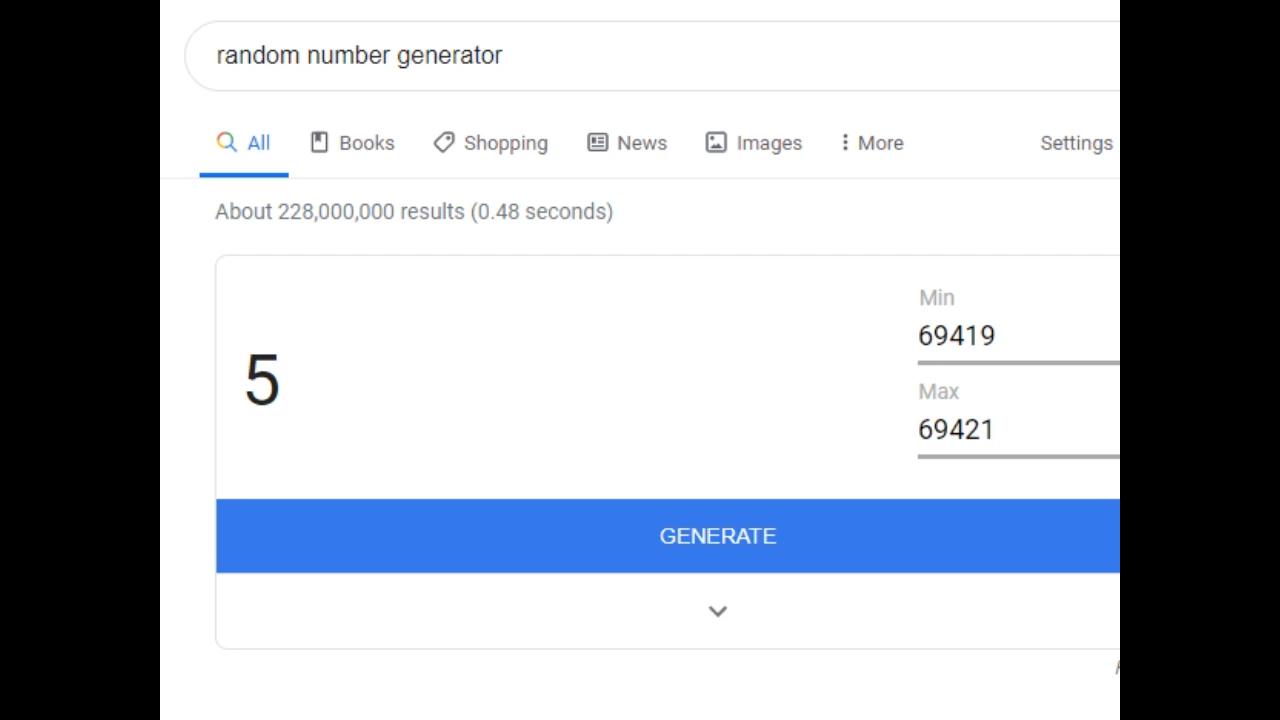 random number generator
All Books Shopping News Images More Settings
About 228,000,000 results (0.48 seconds)
Min
69419
5
Max
69421
GENERATE